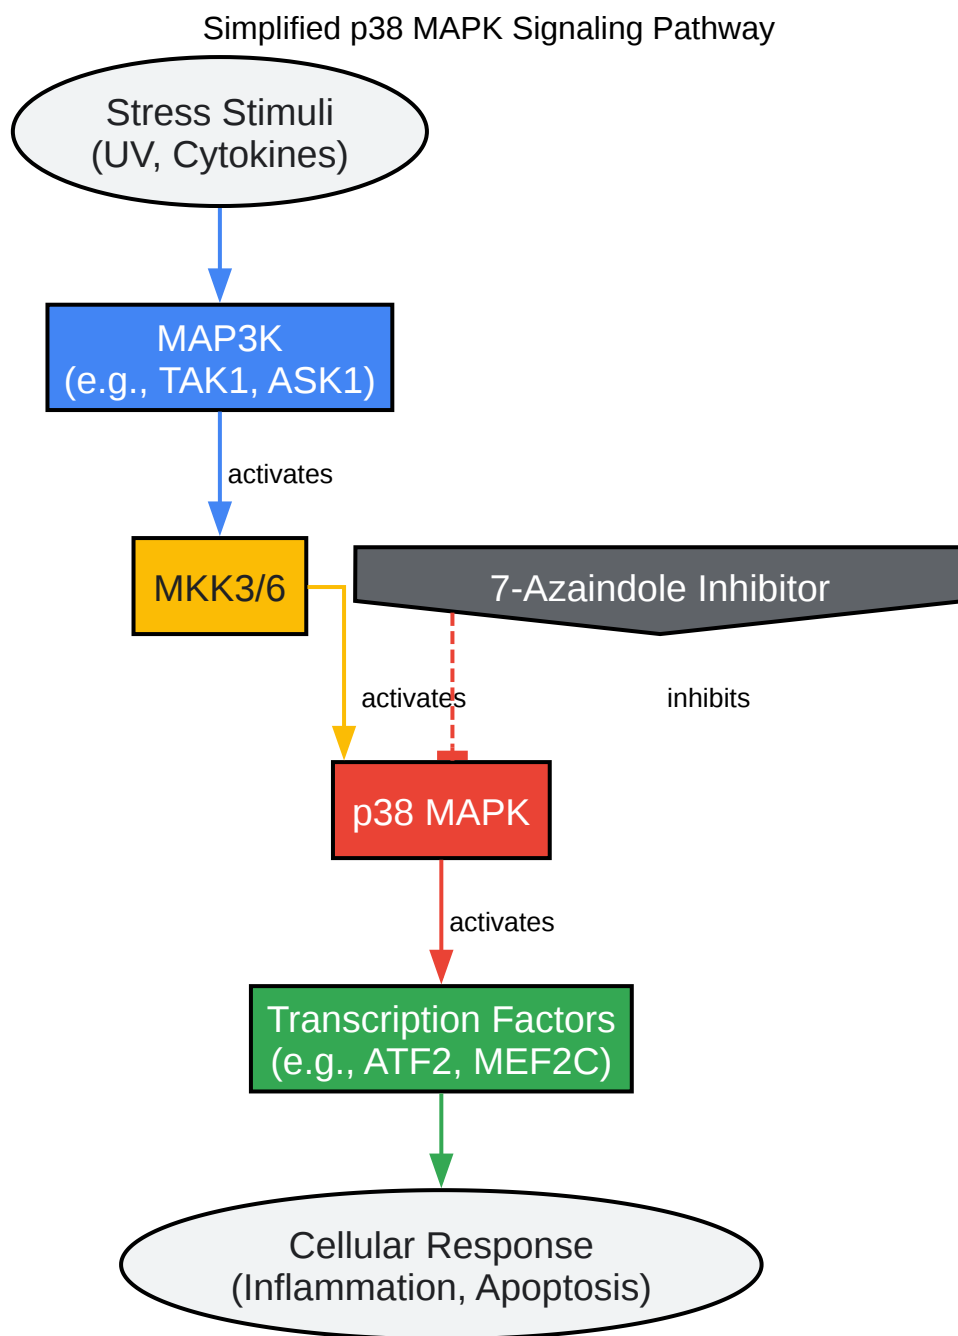 Simplified p38 MAPK Signaling Pathway
Stress Stimuli
(UV, Cytokines)
MAP3K
(e.g., TAK1, ASK1)
activates
MKK3/6
7-Azaindole Inhibitor
activates
inhibits
p38 MAPK
activates
Transcription Factors
(e.g., ATF2, MEF2C)
Cellular Response
(Inflammation, Apoptosis)